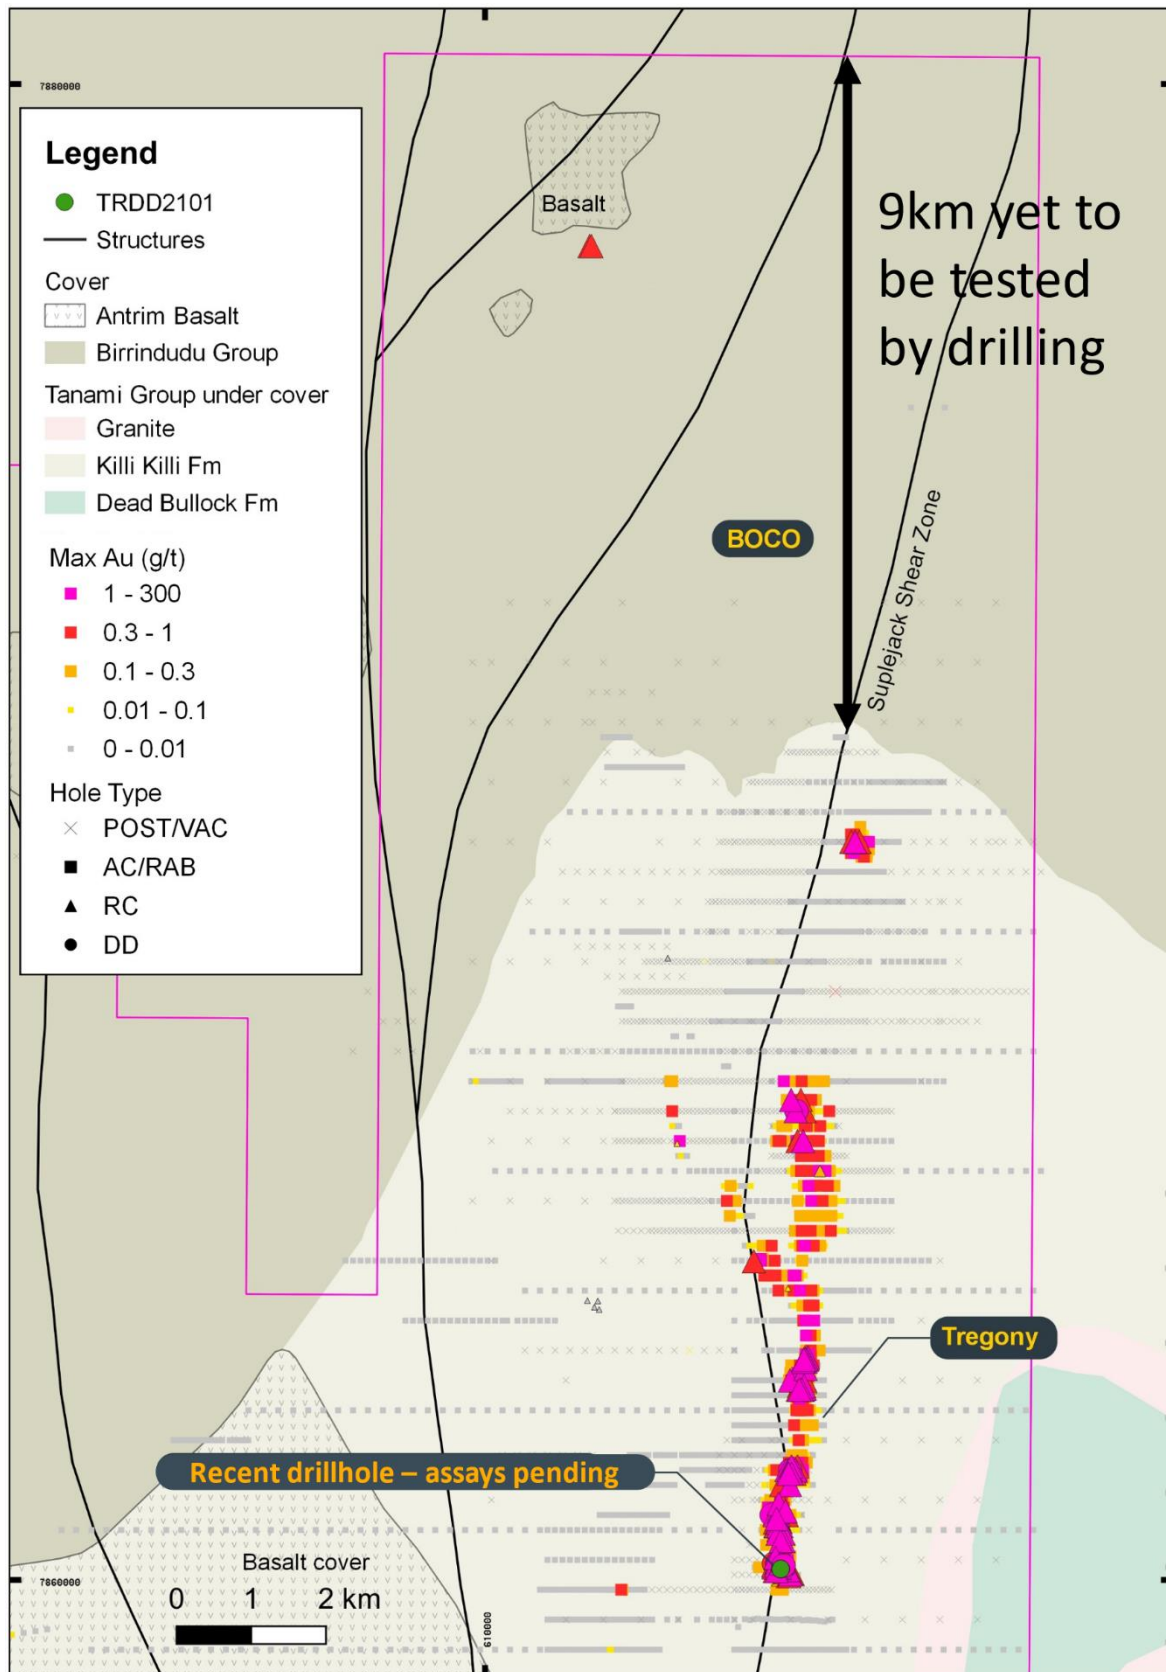 7880000
Legend
TRDD2101
Structures
Cover
Antrim Basalt
Birrindudu Group
Tanami Group under cover
Granite
Killi Killi Fm
Dead Bullock Fm
Max Au (g/t)
1 - 300
0.3 - 1
0.1 - 0.3
0.01 - 0.1
0 - 0.01
Hole Type
POST/VAC
AC/RAB
RC
DD
Basalt
9km yet to
be tested
by drilling
BOCO
Suplejack Shear Zone
Tregony
Recent drillhole – assays pending
Basalt cover
0 1 2 km
7860000
610000